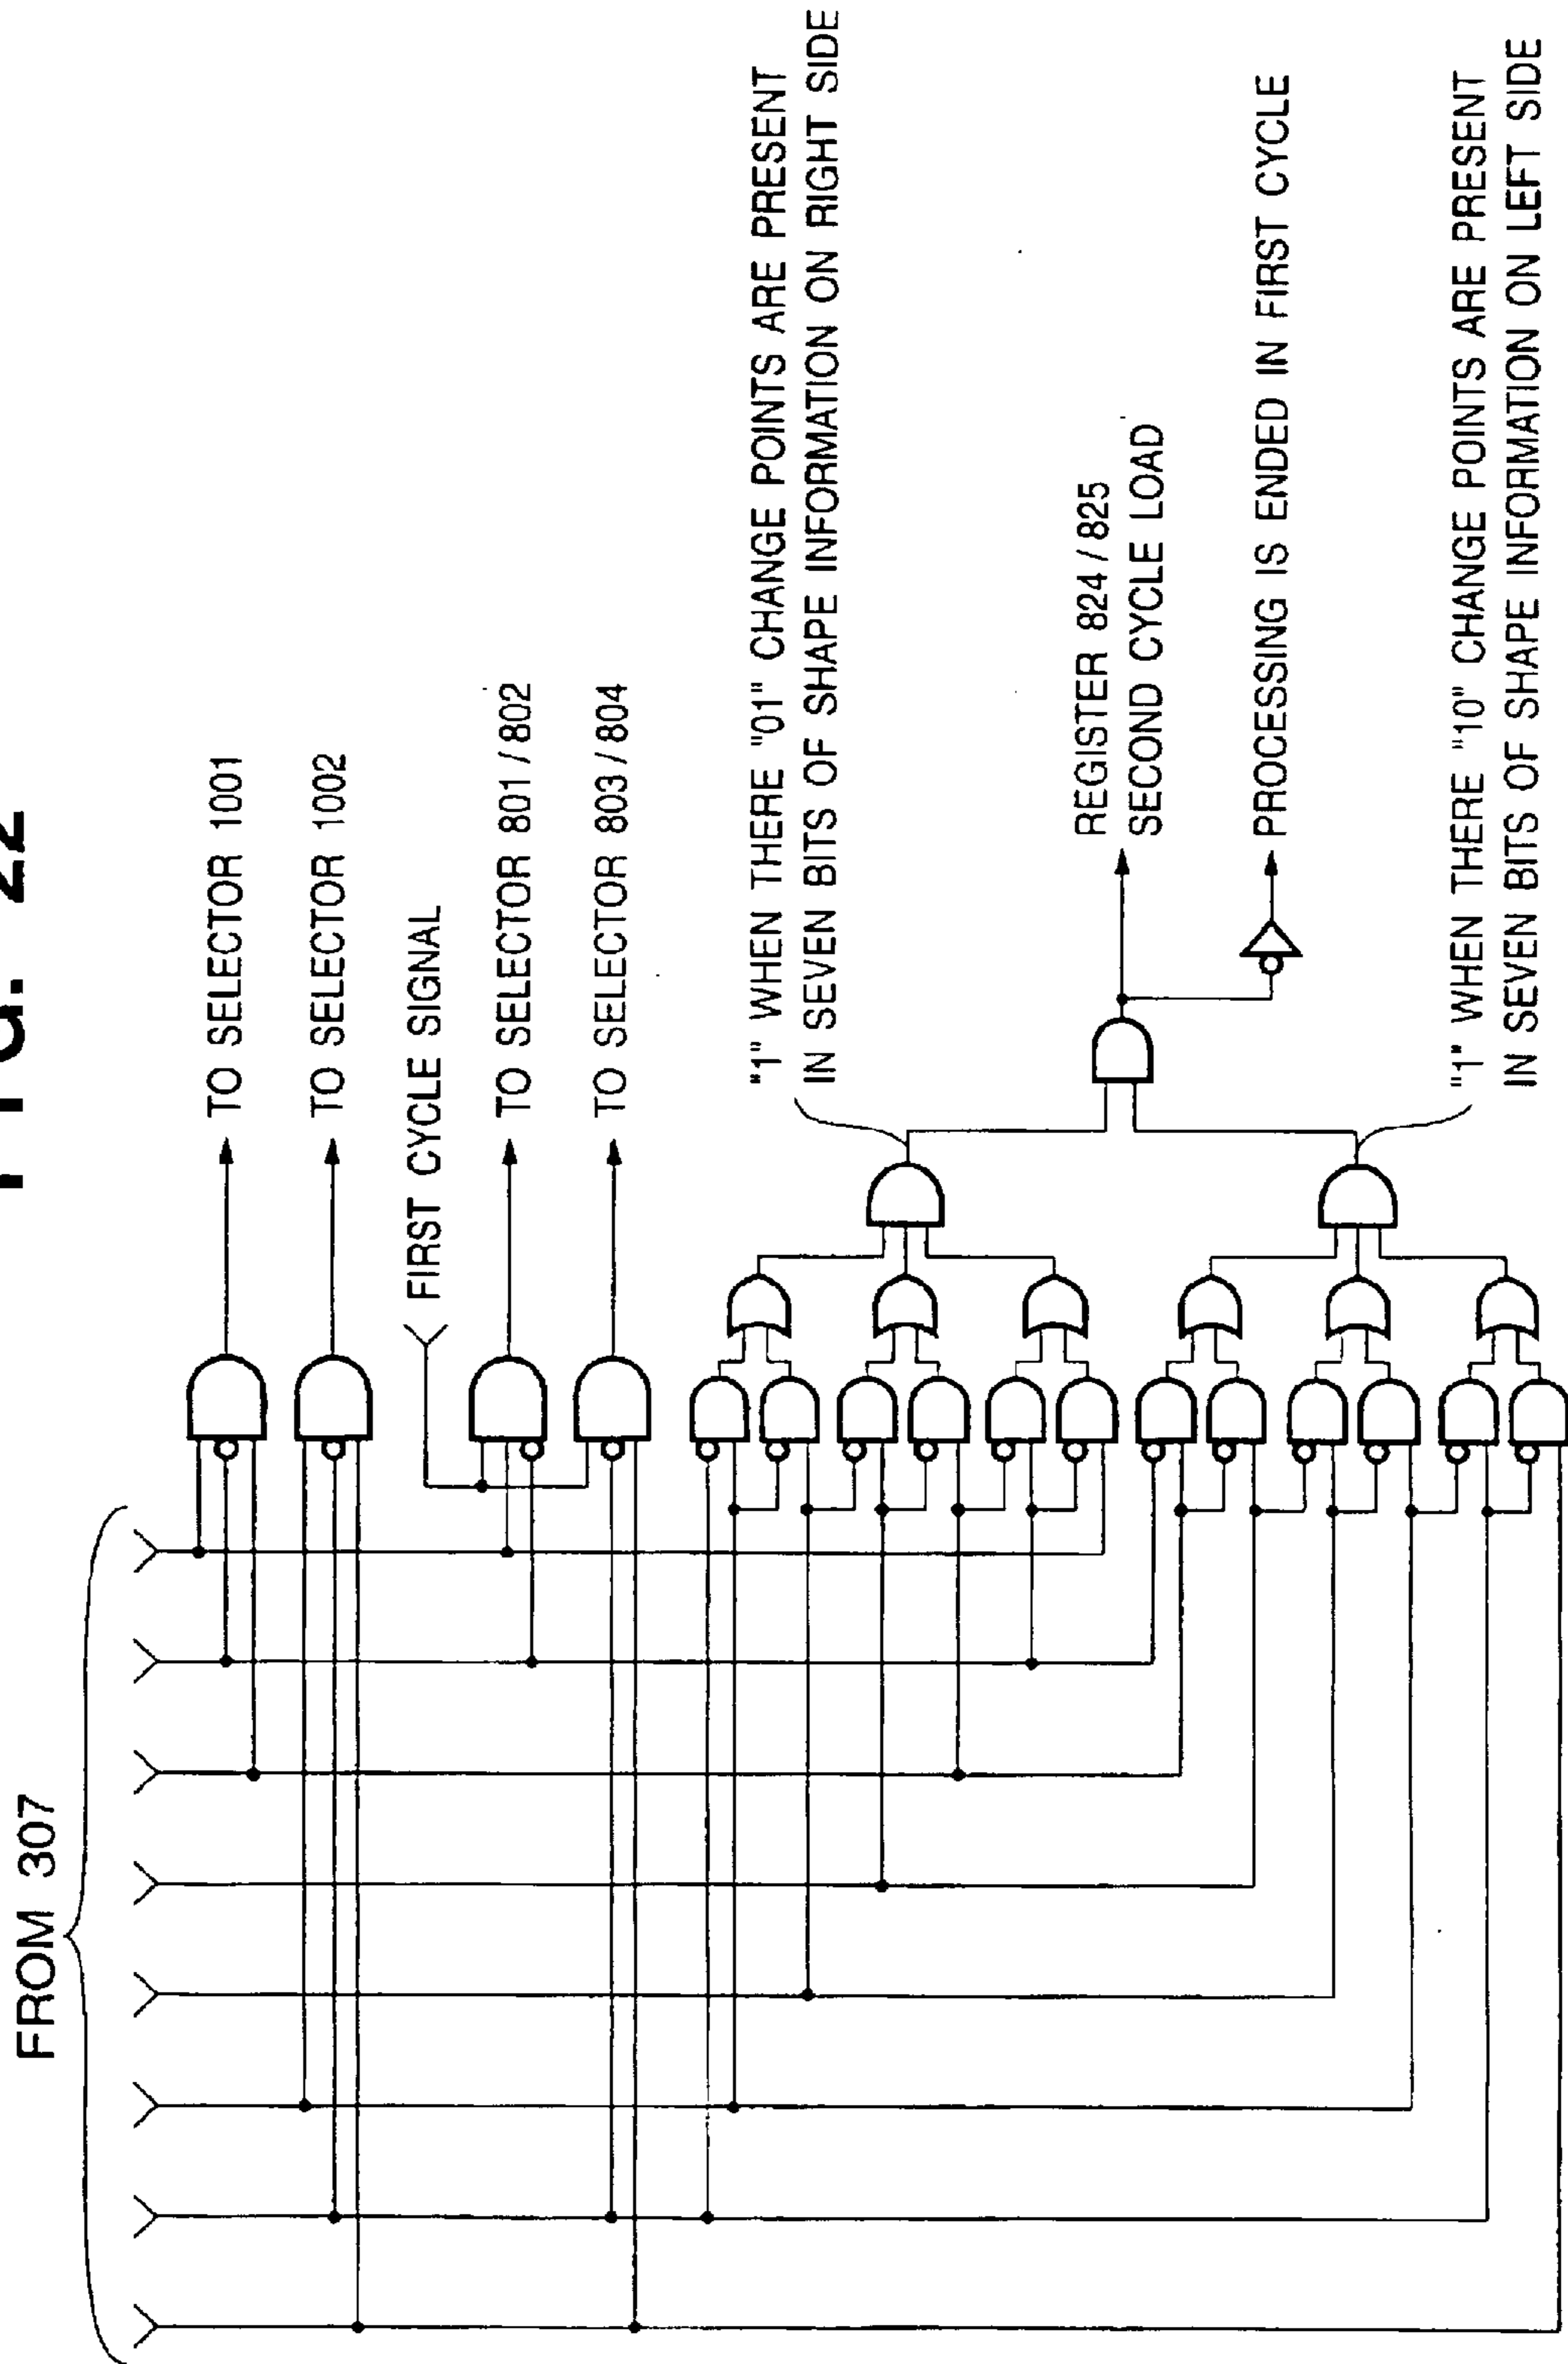 FIG. 22
FROM 307
TO SELECTOR 1001
TO SELECTOR 1002
FIRST CYCLE SIGNAL
TO SELECTOR 801 / 802
TO SELECTOR 803 / 804
"1" WHEN THERE "01" CHANGE POINTS ARE PRESENT
IN SEVEN BITS OF SHAPE INFORMATION ON RIGHT SIDE
REGISTER 824 / 825
SECOND CYCLE LOAD
PROCESSING IS ENDED IN FIRST CYCLE
"1" WHEN THERE "10" CHANGE POINTS ARE PRESENT
IN SEVEN BITS OF SHAPE INFORMATION ON LEFT SIDE